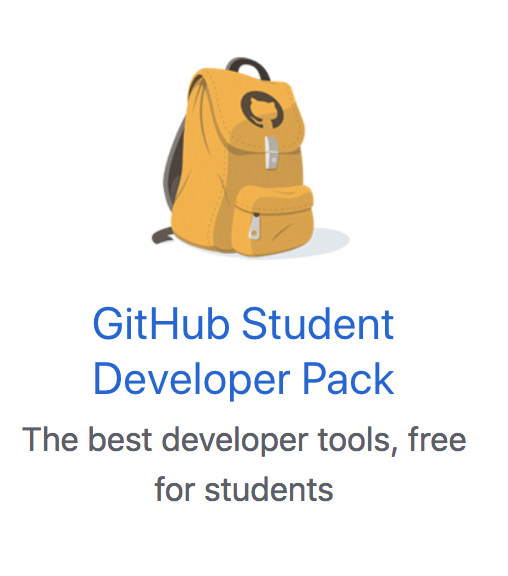 GitHub Student
Developer Pack
The best developer tools, free
for students